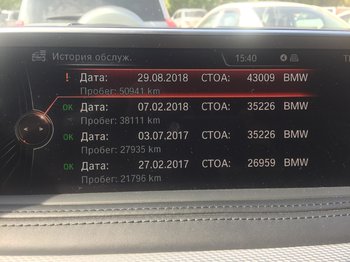 История обслуж. 15:40 4
! Дата: 29.08.2018 СТОА: 43009 BMW
Пробег: 50941 km
OK Дата: 07.02.2018 СТОА: 35226 BMW
Пробег: 38111 km
OK Дата: 03.07.2017 СТОА: 35226 BMW
Пробег: 27935 km
OK Дата: 27.02.2017 СТОА: 26959 BMW
Пробег: 21796 km